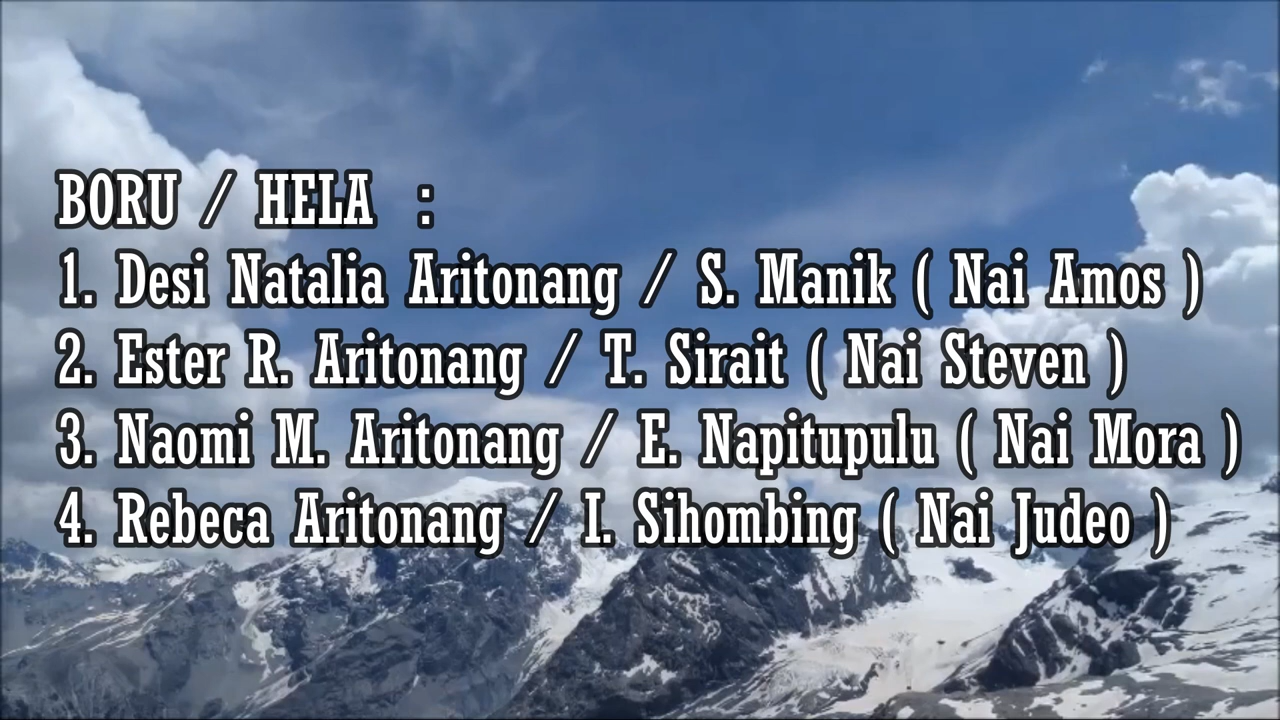 BORU / HELA :
1. Desi Natalia Aritonang / S. Manik ( Nai Amos )
2. Ester R. Aritonang / T. Sirait ( Nai Steven )
3. Naomi M. Aritonang / E. Napitupulu ( Nai Mora )
4. Rebeca Aritonang / I. Sihombing ( Nai Judeo )